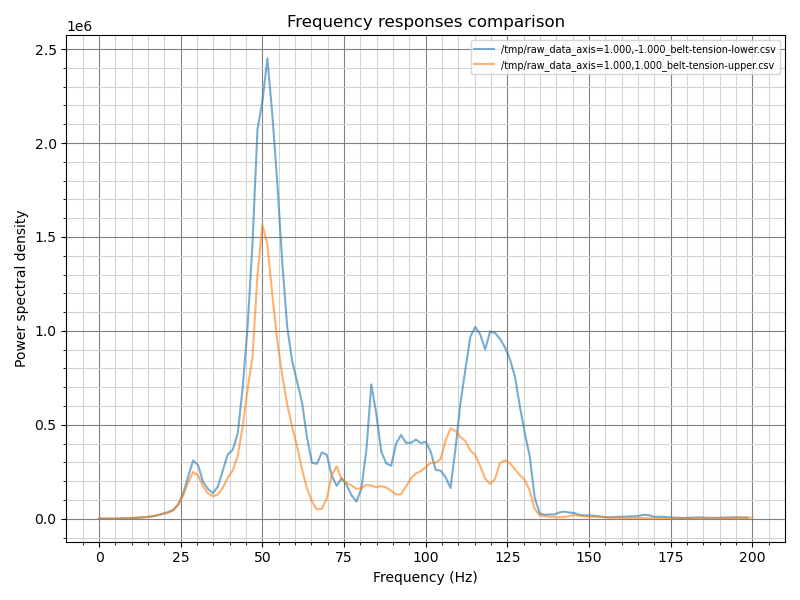 Frequency responses comparison
1e6
/tmp/raw_data_axis=1.000,-1.000_belt-tension-lower.csv
/tmp/raw_data_axis=1.000,1.000_belt-tension-upper.csv
2.5
2.0
1.5
1.0
0.5
0.0
Power spectral density
0 25 50 75 100 125 150 175 200
Frequency (Hz)